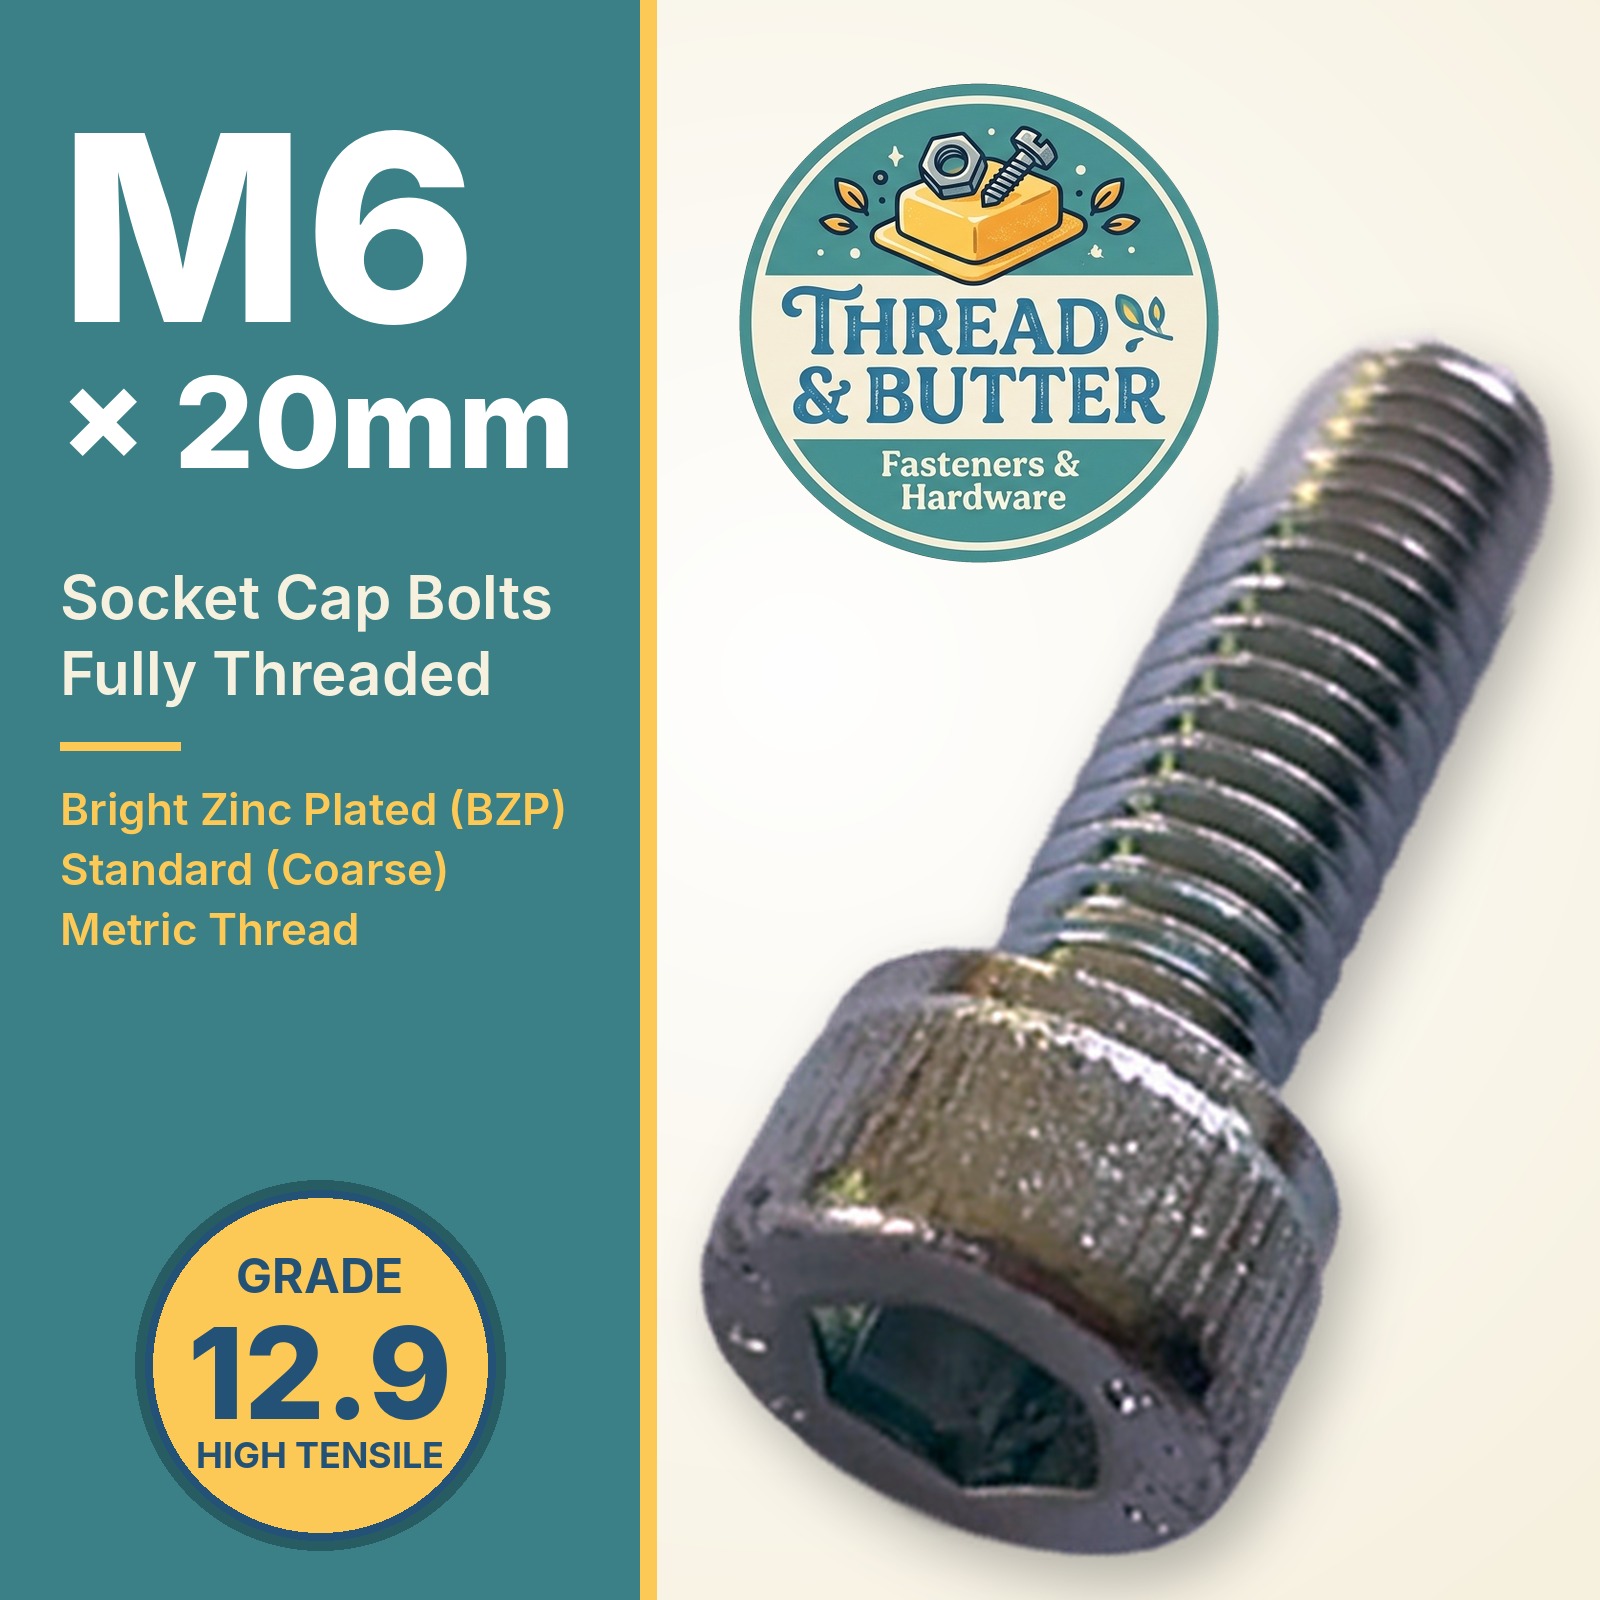 M6
× 20mm
Socket Cap Bolts
Fully Threaded
Bright Zinc Plated (BZP)
Standard (Coarse)
Metric Thread
GRADE
12.9
HIGH TENSILE
THREAD
& BUTTER
Fasteners &
Hardware